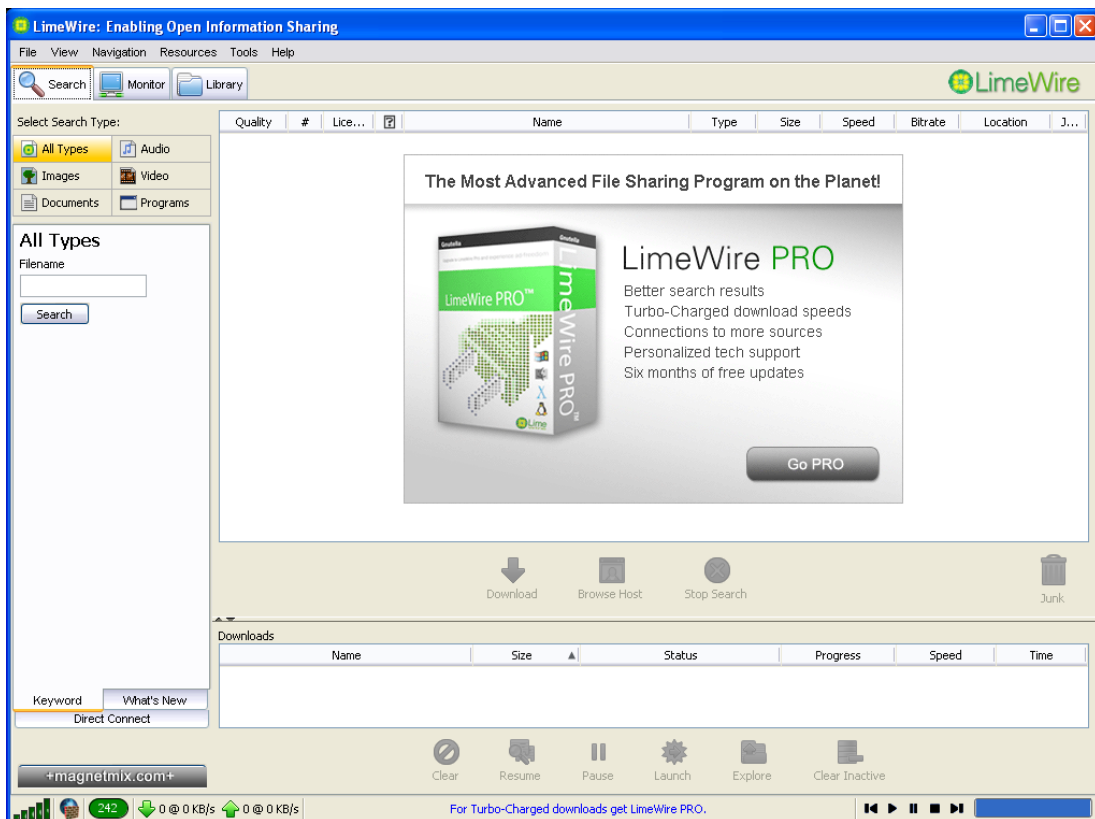 LimeWire: Enabling Open Information Sharing
File View Navigation Resources Tools Help
Search Monitor Library
LimeWire
Select Search Type:
All Types Audio
Images Video
Documents Programs
All Types
Filename
Search
Quality # Lice... ? Name Type Size Speed Bitrate Location J...
The Most Advanced File Sharing Program on the Planet!
Gnutella Gnutella
LimeWire PRO™
LimeWire PRO™
Lime
LimeWire PRO
Better search results
Turbo-Charged download speeds
Connections to more sources
Personalized tech support
Six months of free updates
Go PRO
Download Browse Host Stop Search Junk
Downloads
Name Size Status Progress Speed Time
Keyword What's New
Direct Connect
Clear Resume Pause Launch Explore Clear Inactive
+magnetmix.com+
242 0 @ 0 KB/s 0 @ 0 KB/s For Turbo-Charged downloads get LimeWire PRO.